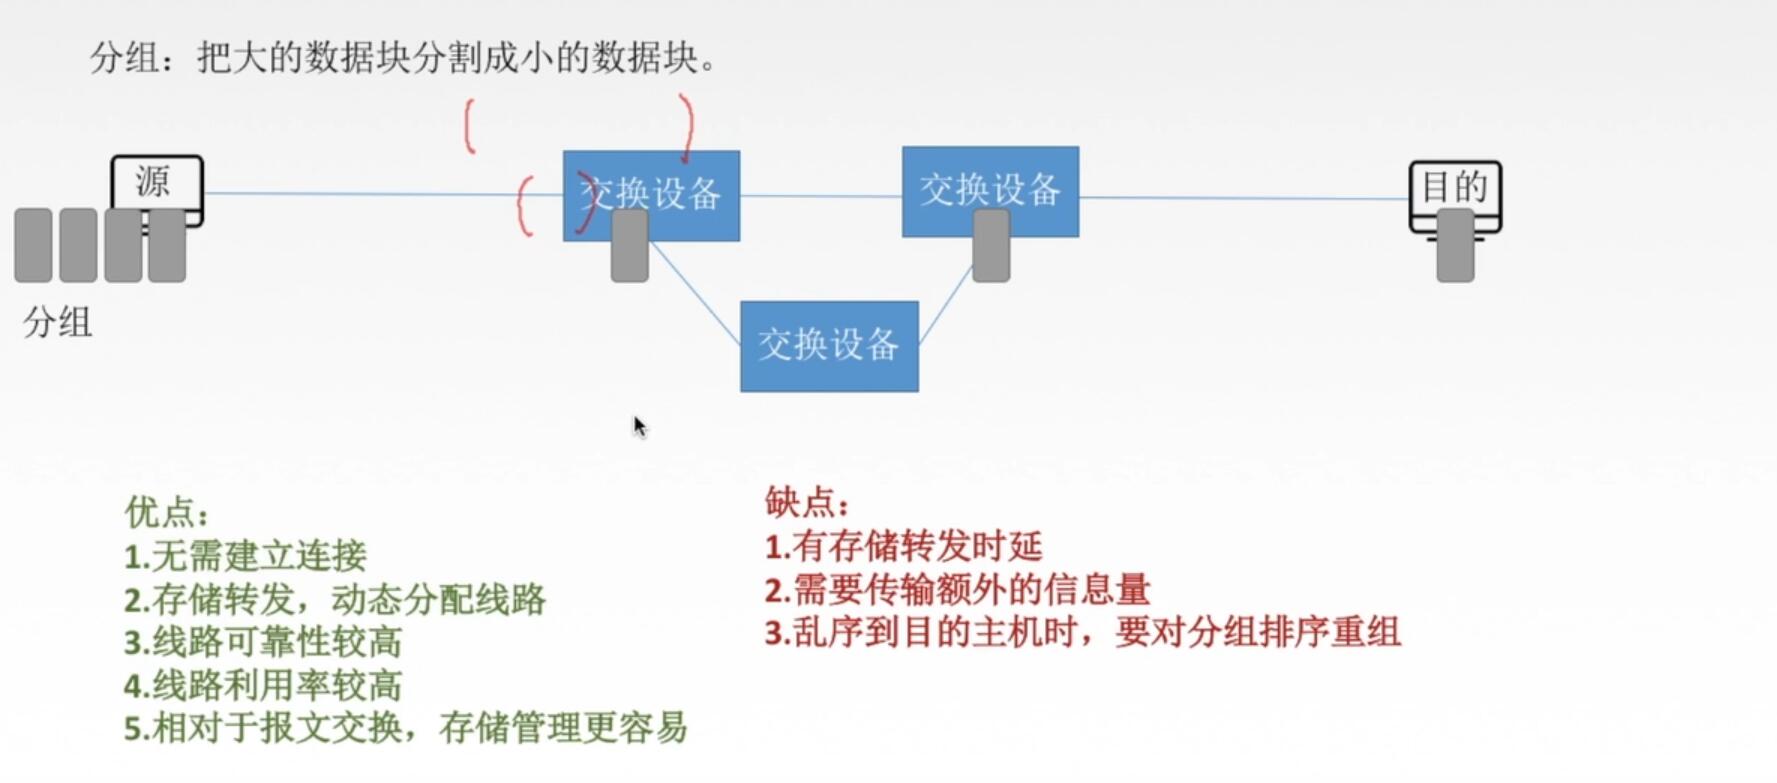 分组：把大的数据块分割成小的数据块。
源
交换设备
交换设备
目的
分组
交换设备
优点：
1.无需建立连接
2.存储转发，动态分配线路
3.线路可靠性较高
4.线路利用率较高
5.相对于报文交换，存储管理更容易
缺点：
1.有存储转发时延
2.需要传输额外的信息量
3.乱序到目的主机时，要对分组排序重组